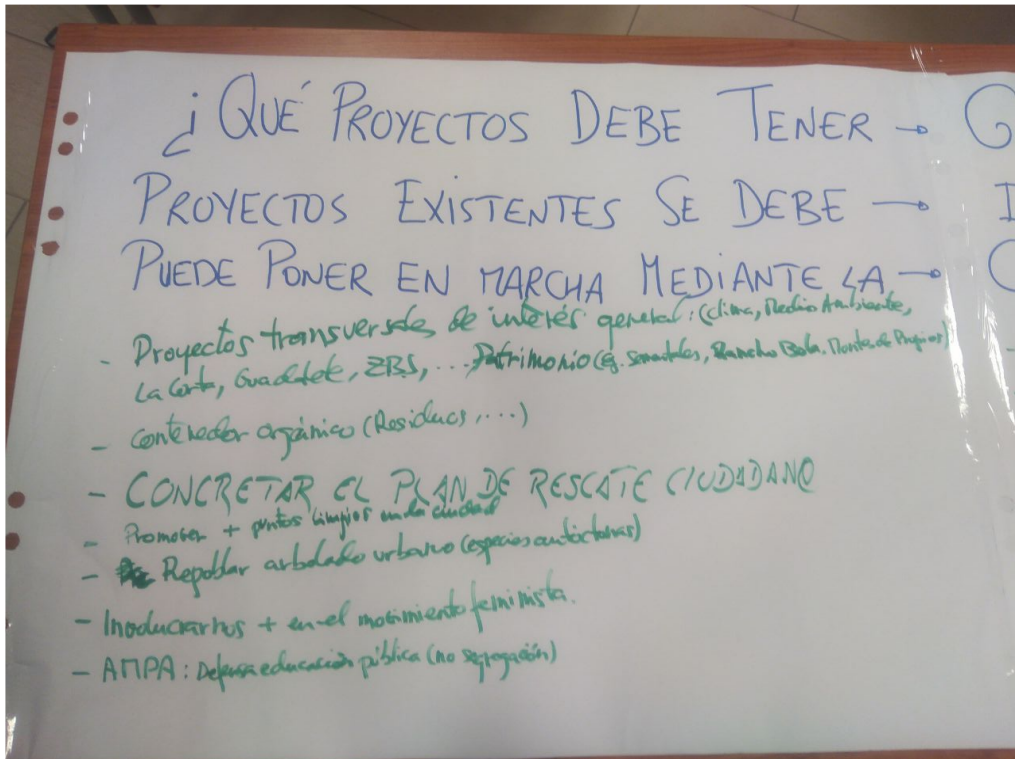 ¿QUÉ PROYECTOS DEBE TENER → G
PROYECTOS EXISTENTES SE DEBE → I
PUEDE PONER EN MARCHA MEDIANTE LA → C
- Proyectos transversales de interés general: (clima, Medio Ambiente,
La Corta, Guadalete, ZBS, ... Patrimonio (ej. Rancho Bola, Montes de Propios)
- contenedor orgánico (Residuos, ....)
- CONCRETAR EL PLAN DE RESCATE CIUDADANO
- Promover + puntos limpios en la ciudad
- Repoblar arbolado urbano (especies autóctonas)
- Involucrarnos + en el movimiento feminista.
- AMPA: Defensa educación pública (no segregación)